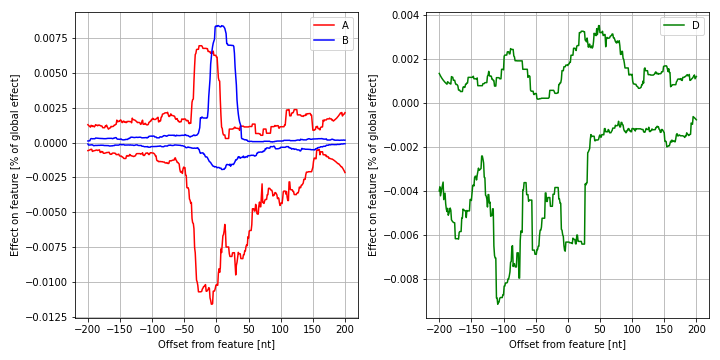 A
B
0.0075
0.0050
0.0025
0.0000
−0.0025
−0.0050
−0.0075
−0.0100
−0.0125
Effect on feature [% of global effect]
−200 −150 −100 −50 0 50 100 150 200
Offset from feature [nt]
D
0.004
0.002
0.000
−0.002
−0.004
−0.006
−0.008
Effect on feature [% of global effect]
−200 −150 −100 −50 0 50 100 150 200
Offset from feature [nt]